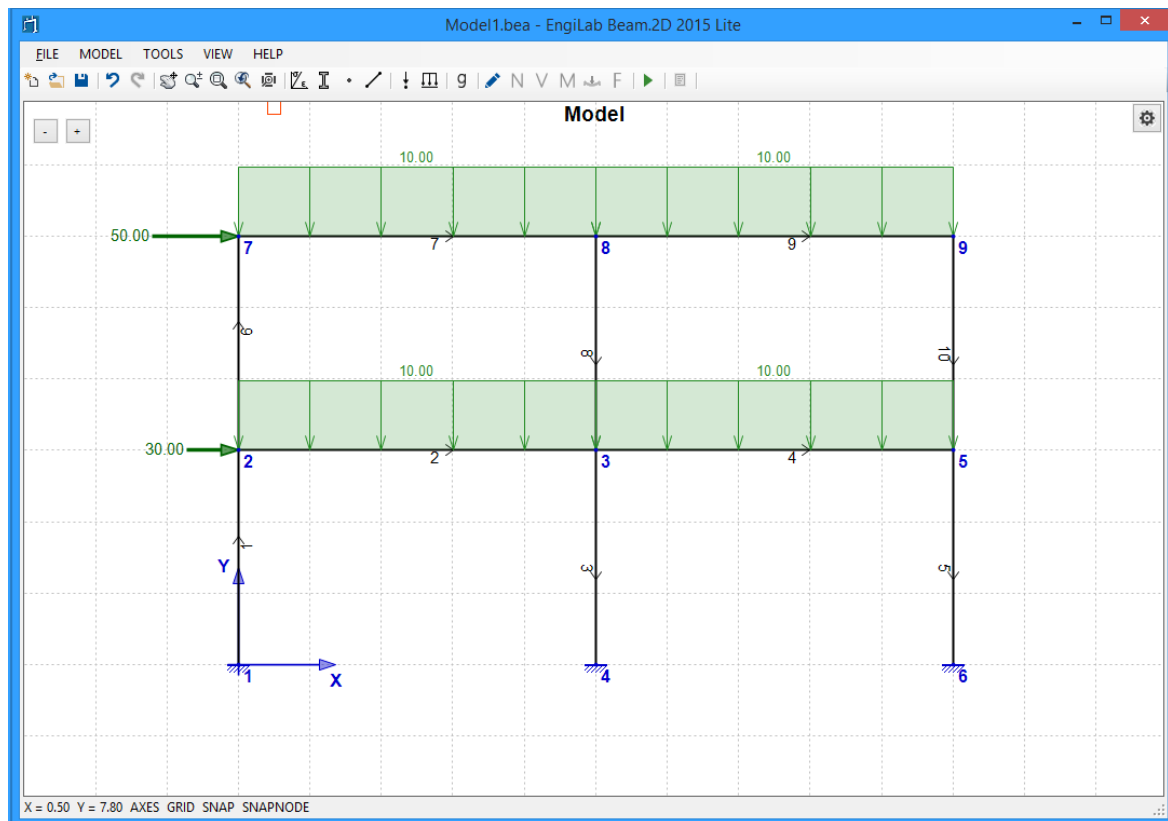 Model1.bea - EngiLab Beam.2D 2015 Lite
FILE MODEL TOOLS VIEW HELP
g N V M F
Model
- +
10.00 10.00
50.00
7 7 8 9 9
6 8 10
10.00 10.00
30.00
2 2 3 4 5
1 3 5
Y
1 X 4 6
X = 0.50 Y = 7.80 AXES GRID SNAP SNAPNODE